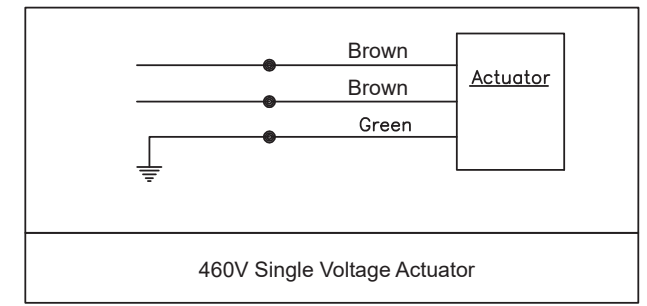 Brown
Actuator
Brown
Green
460V Single Voltage Actuator